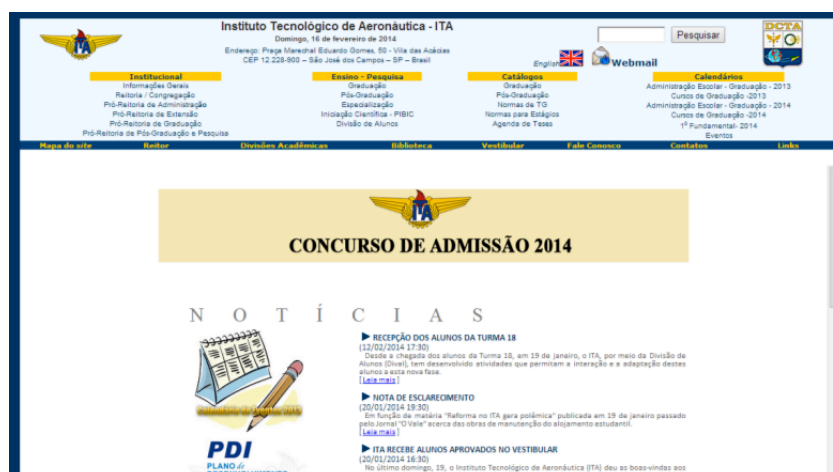 Instituto Tecnológico de Aeronáutica - ITA
Domingo, 16 de fevereiro de 2014
Endereço: Praça Marechal Eduardo Gomes, 50 - Vila das Acácias
CEP 12.228-900 – São José dos Campos – SP – Brasil
Pesquisar
DCTA
ITA
English
Webmail
Institucional
Informações Gerais
Reitoria / Congregação
Pró-Reitoria de Administração
Pró-Reitoria de Extensão
Pró-Reitoria de Graduação
Pró-Reitoria de Pós-Graduação e Pesquisa
Ensino - Pesquisa
Graduação
Pós-Graduação
Especialização
Iniciação Científica - PIBIC
Divisão de Alunos
Catálogos
Graduação
Pós-Graduação
Normas de TG
Normas para Estágios
Agenda de Teses
Calendários
Administração Escolar - Graduação - 2013
Cursos de Graduação -2013
Administração Escolar - Graduação - 2014
Cursos de Graduação -2014
1º Fundamental- 2014
Eventos
Mapa do site Reitor Divisões Acadêmicas Biblioteca Vestibular Fale Conosco Contatos Links
ITA
CONCURSO DE ADMISSÃO 2014
NOTÍCIAS
Calendário de Eventos 2013
PDI
PLANO de
DESENVOLVIMENTO
RECEPÇÃO DOS ALUNOS DA TURMA 18
(12/02/2014 17:30)
Desde a chegada dos alunos da Turma 18, em 19 de janeiro, o ITA, por meio da Divisão de
Alunos (Divel), tem desenvolvido atividades que permitam a interação e a adaptação destes
alunos a esta nova fase.
[ Leia mais ]
NOTA DE ESCLARECIMENTO
(20/01/2014 19:30)
Em função de matéria "Reforma no ITA gera polêmica" publicada em 19 de janeiro passado
pelo Jornal "O Vale" acerca das obras de manutenção do alojamento estudantil.
[ Leia mais ]
ITA RECEBE ALUNOS APROVADOS NO VESTIBULAR
(20/01/2014 16:30)
No último domingo, 19, o Instituto Tecnológico de Aeronáutica (ITA) deu as boas-vindas aos